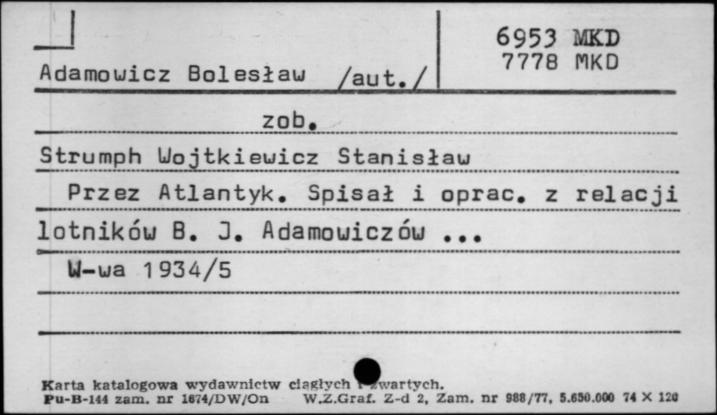 6953 MKD
7778 MKD
Adamowicz Bolesław /aut./
zob.
Strumph Wojtkiewicz Stanisław
Przez Atlantyk. Spisał i oprac. z relacji
lotników B. J. Adamowiczów ...
W-wa 1934/5
Karta katalogowa wydawnictw ciągłych i zwartych.
Pu-B-144 zam. nr 1674/DW/On W.Z.Graf. Z-d 2, Zam. nr 988/77, 5.650.000 74 X 120